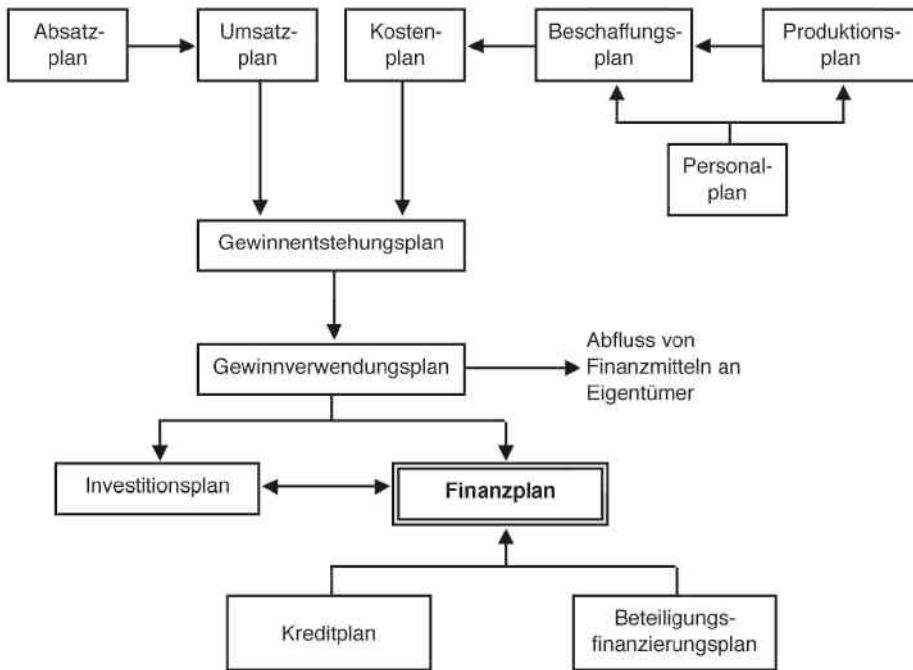 Absatz-
plan
Umsatz-
plan
Kosten-
plan
Beschaffungs-
plan
Produktions-
plan
Personal-
plan
Gewinnentstehungsplan
Gewinnverwendungsplan
Abfluss von
Finanzmitteln an
Eigentümer
Investitionsplan
Finanzplan
Kreditplan
Beteiligungs-
finanzierungsplan